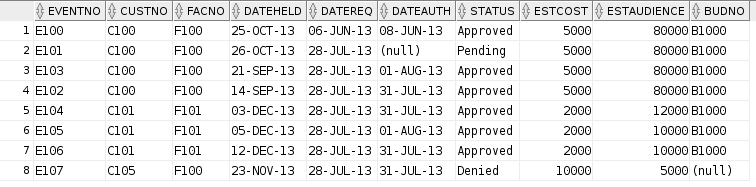 EVENTNO CUSTNO FACNO DATEHELD DATEREQ DATEAUTH STATUS ESTCOST ESTAUDIENCE BUDNO
1 E100 C100 F100 25-OCT-13 06-JUN-13 08-JUN-13 Approved 5000 80000 B1000
2 E101 C100 F100 26-OCT-13 28-JUL-13 (null) Pending 5000 80000 B1000
3 E103 C100 F100 21-SEP-13 28-JUL-13 01-AUG-13 Approved 5000 80000 B1000
4 E102 C100 F100 14-SEP-13 28-JUL-13 31-JUL-13 Approved 5000 80000 B1000
5 E104 C101 F101 03-DEC-13 28-JUL-13 31-JUL-13 Approved 2000 12000 B1000
6 E105 C101 F101 05-DEC-13 28-JUL-13 01-AUG-13 Approved 2000 10000 B1000
7 E106 C101 F101 12-DEC-13 28-JUL-13 31-JUL-13 Approved 2000 10000 B1000
8 E107 C105 F100 23-NOV-13 28-JUL-13 31-JUL-13 Denied 10000 5000 (null)